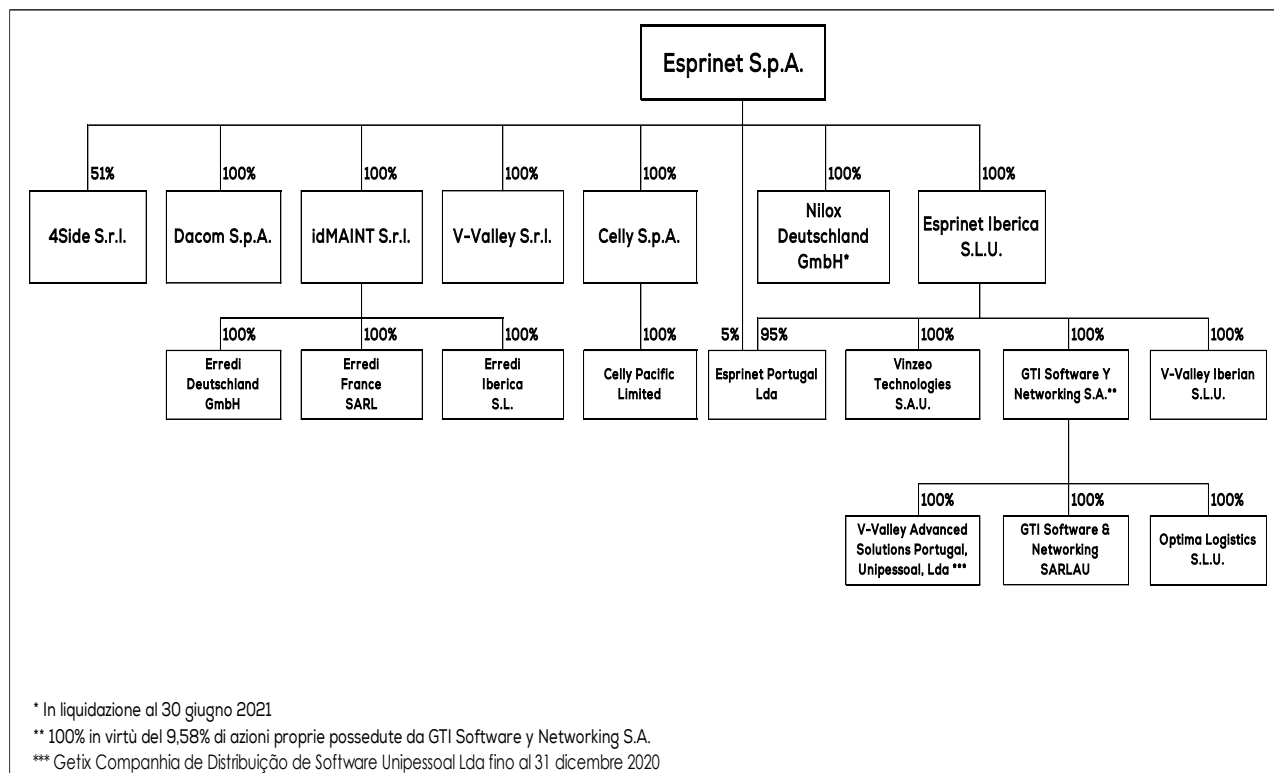 Esprinet S.p.A.
51%
100%
100%
100%
100%
100%
100%
4Side S.r.l.
Dacom S.p.A.
idMAINT S.r.l.
V-Valley S.r.l.
Celly S.p.A.
Nilox
Deutschland
GmbH*
Esprinet Iberica
S.L.U.
100%
100%
100%
100%
5%
95%
100%
100%
100%
Erredi
Deutschland
GmbH
Erredi
France
SARL
Erredi
Iberica
S.L.
Celly Pacific
Limited
Esprinet Portugal
Lda
Vinzeo
Technologies
S.A.U.
GTI Software Y
Networking S.A.**
V-Valley Iberian
S.L.U.
100%
100%
100%
V-Valley Advanced
Solutions Portugal,
Unipessoal, Lda ***
GTI Software &
Networking
SARLAU
Optima Logistics
S.L.U.
* In liquidazione al 30 giugno 2021
** 100% in virtù del 9,58% di azioni proprie possedute da GTI Software y Networking S.A.
*** Getix Companhia de Distribuição de Software Unipessoal Lda fino al 31 dicembre 2020